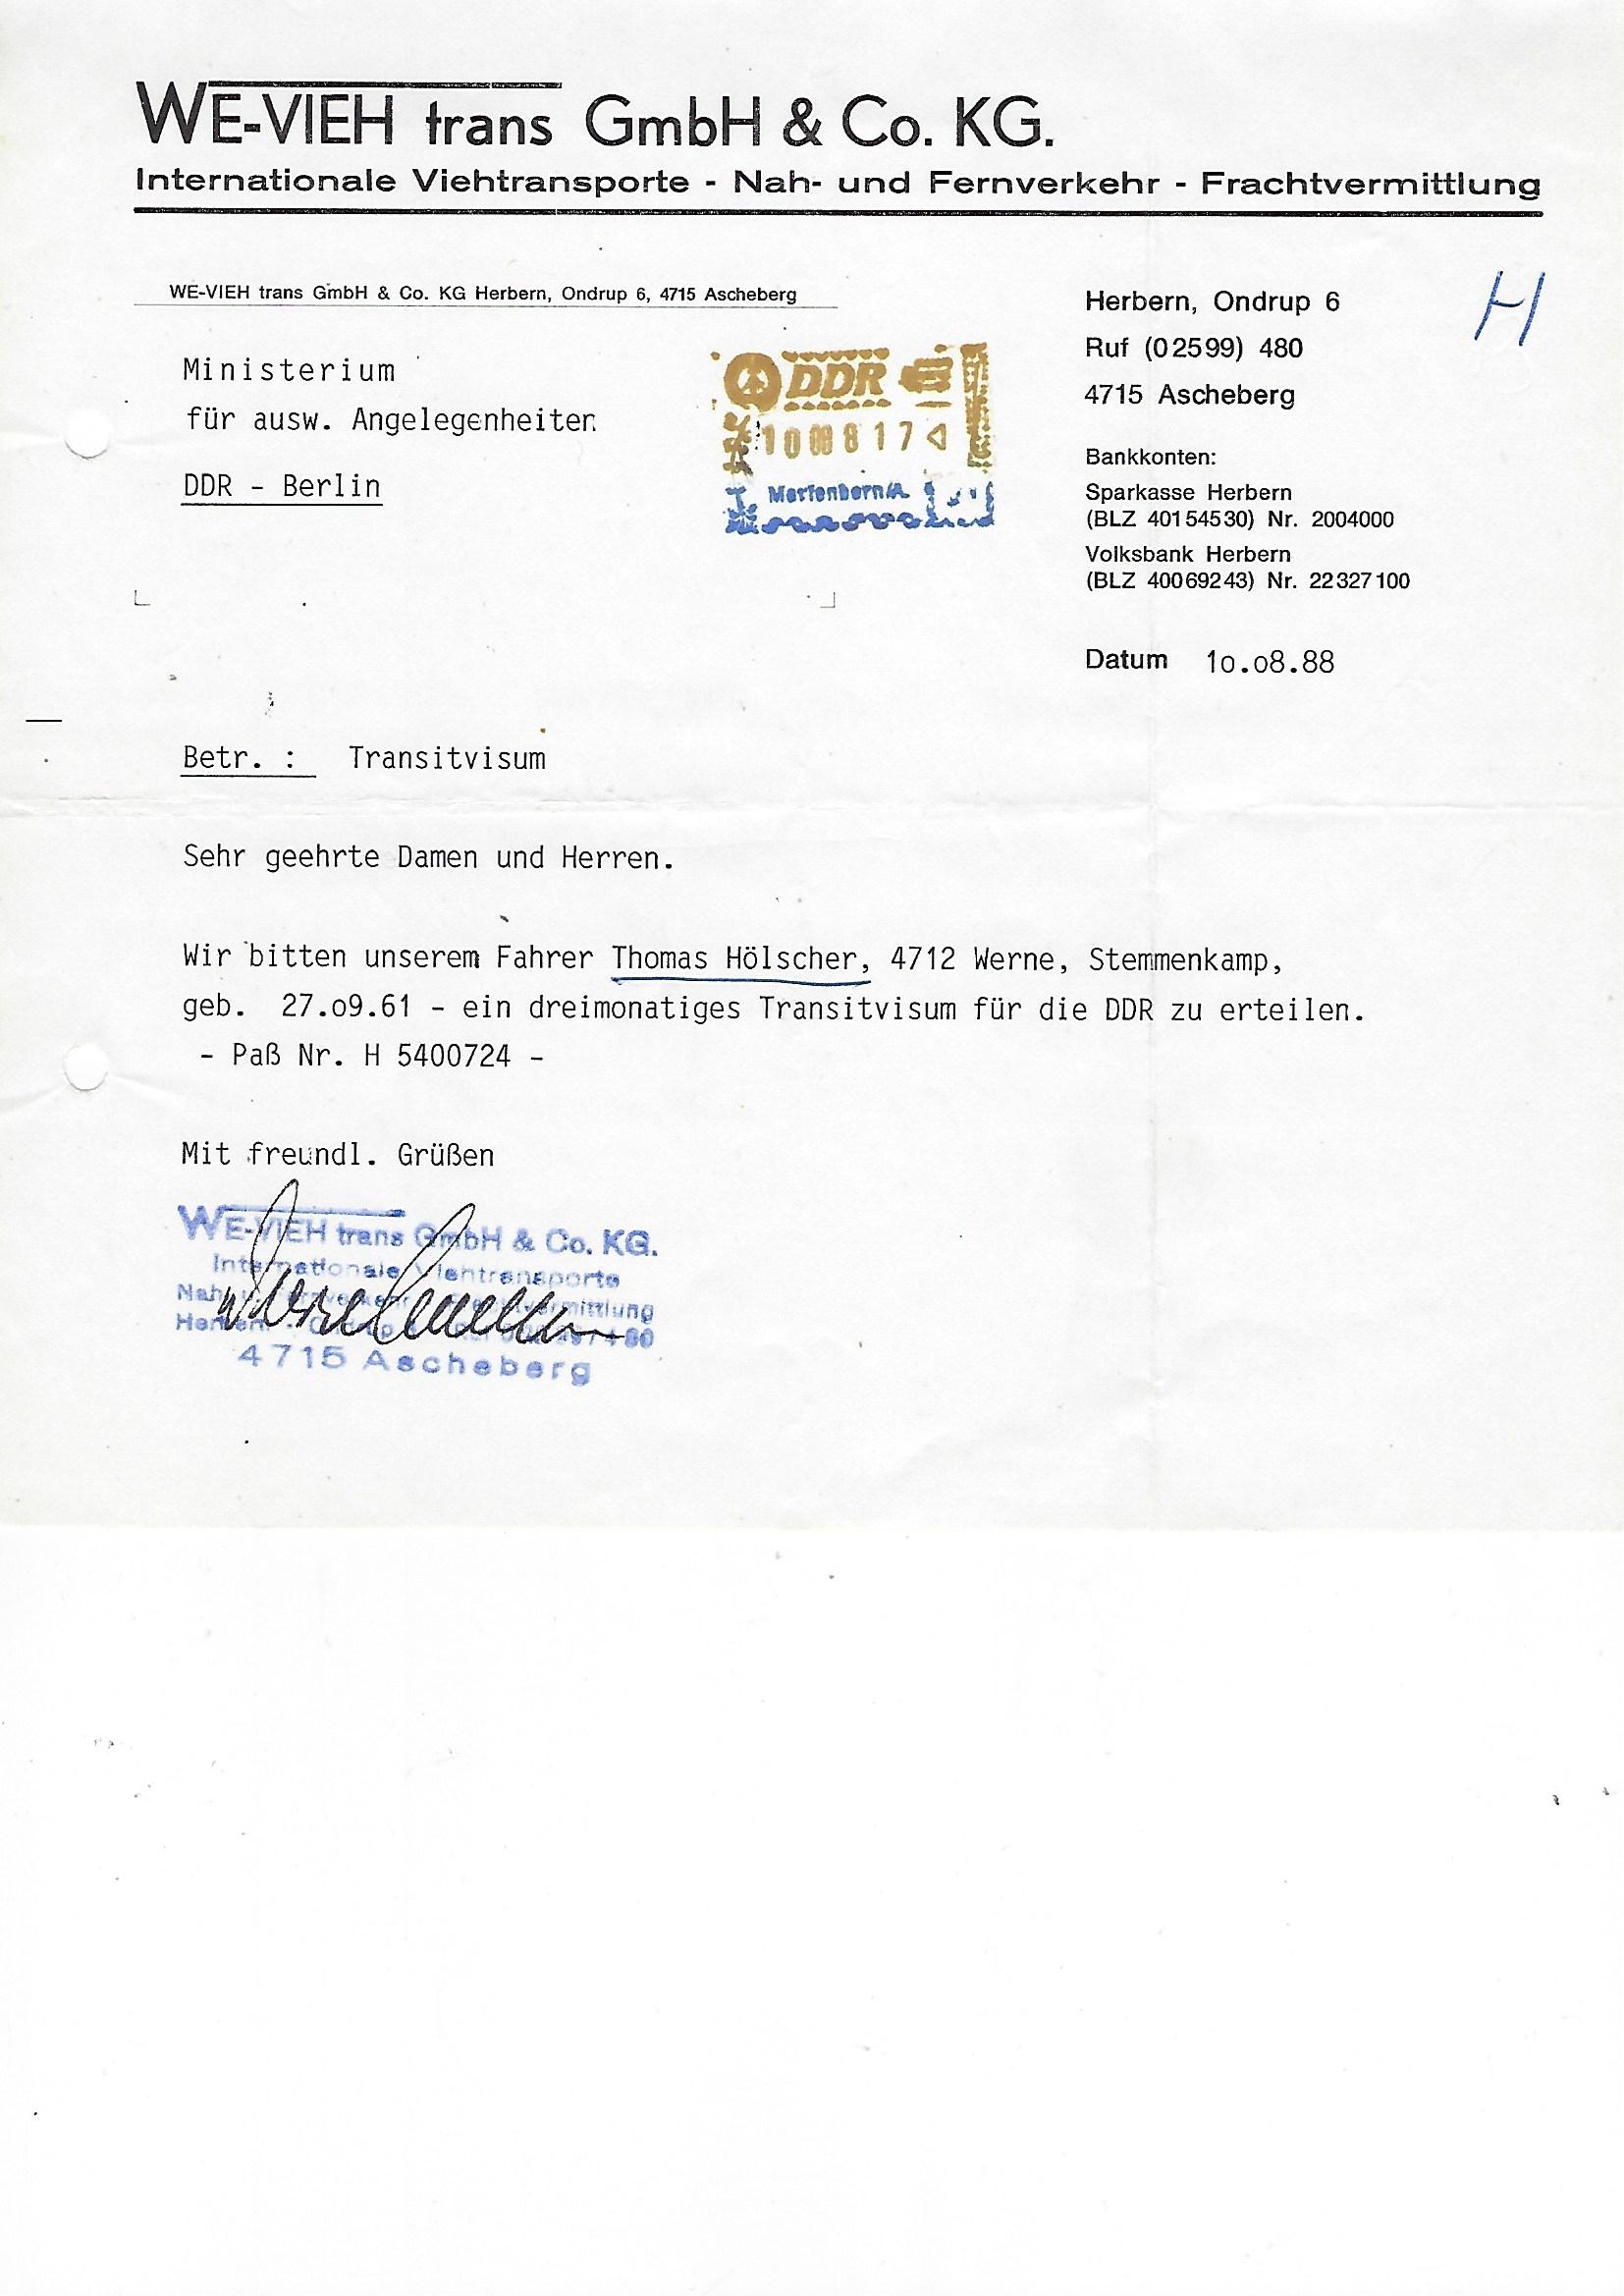 WE-VIEH trans GmbH & Co. KG.
Internationale Viehtransporte - Nah- und Fernverkehr - Frachtvermittlung
WE-VIEH trans GmbH & Co. KG Herbern, Ondrup 6, 4715 Ascheberg
Ministerium
für ausw. Angelegenheiten
DDR - Berlin
DDR
10 08 8 17
Herbern, Ondrup 6
Ruf (02599) 480
4715 Ascheberg
H
Bankkonten:
Sparkasse Herbern
(BLZ 40154530) Nr. 2004000
Volksbank Herbern
(BLZ 40069243) Nr. 22327100
Datum 1o.o8.88
Betr. : Transitvisum
Sehr geehrte Damen und Herren.
Wir bitten unserem Fahrer Thomas Hölscher, 4712 Werne, Stemmenkamp,
geb. 27.o9.61 - ein dreimonatiges Transitvisum für die DDR zu erteilen.
- Paß Nr. H 5400724 -
Mit freundl. Grüßen
WE-VIEH trans GmbH & Co. KG.
Internationale Viehtransporte
4715 Ascheberg